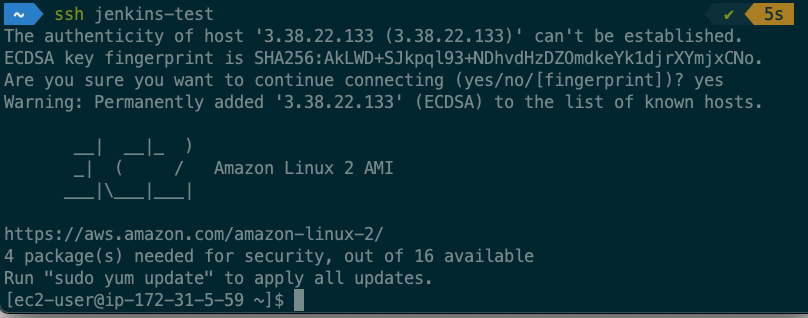 ~ ssh jenkins-test ✔ 5s
The authenticity of host '3.38.22.133 (3.38.22.133)' can't be established.
ECDSA key fingerprint is SHA256:AkLWD+SJkpql93+NDhvdHzDZOmdkeYk1djrXYmjxCNo.
Are you sure you want to continue connecting (yes/no/[fingerprint])? yes
Warning: Permanently added '3.38.22.133' (ECDSA) to the list of known hosts.
       __|  __|_  )
       _|  (     /   Amazon Linux 2 AMI
      ___|\___|___|
https://aws.amazon.com/amazon-linux-2/
4 package(s) needed for security, out of 16 available
Run "sudo yum update" to apply all updates.
[ec2-user@ip-172-31-5-59 ~]$